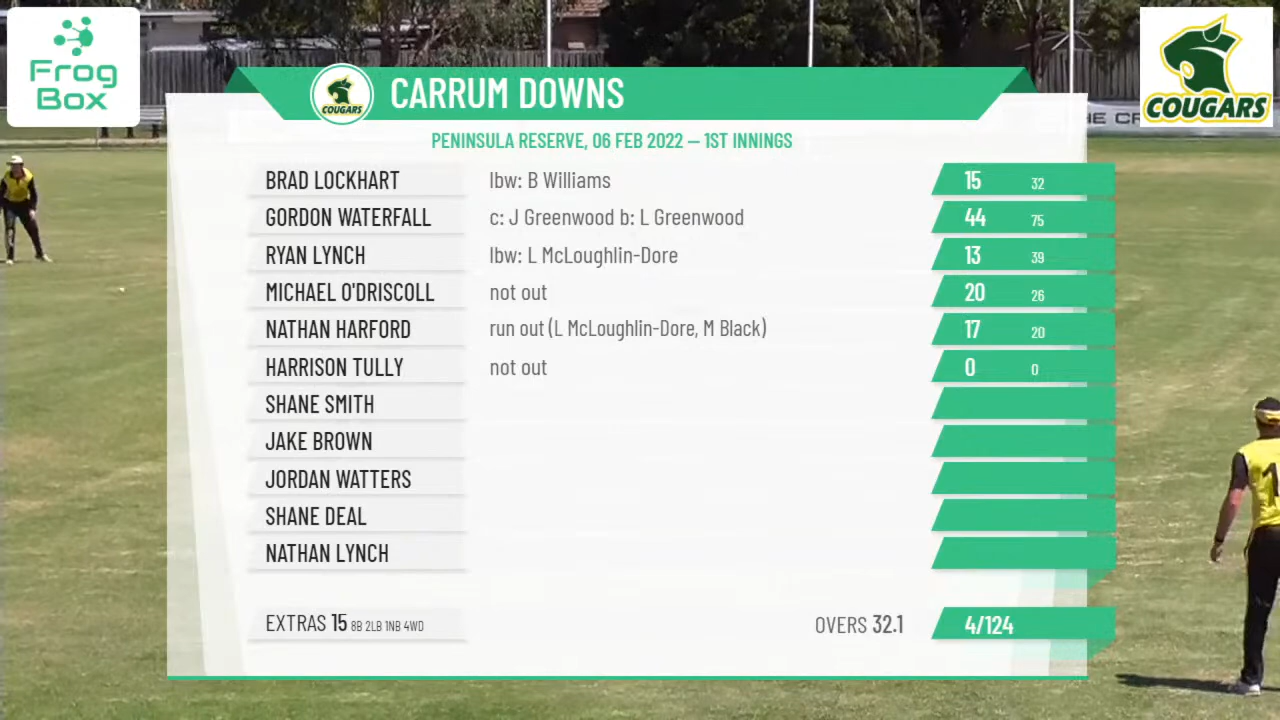 Frog
Box
COUGARS
CARRUM DOWNS
COUGARS
PENINSULA RESERVE, 06 FEB 2022 – 1ST INNINGS
HE CR
BRAD LOCKHART lbw: B Williams 15 32
GORDON WATERFALL c: J Greenwood b: L Greenwood 44 75
RYAN LYNCH lbw: L McLoughlin-Dore 13 39
MICHAEL O'DRISCOLL not out 20 26
NATHAN HARFORD run out (L McLoughlin-Dore, M Black) 17 20
HARRISON TULLY not out 0 0
SHANE SMITH
JAKE BROWN
JORDAN WATTERS
SHANE DEAL
NATHAN LYNCH
EXTRAS 15 8B 2LB 1NB 4WD OVERS 32.1 4/124
1